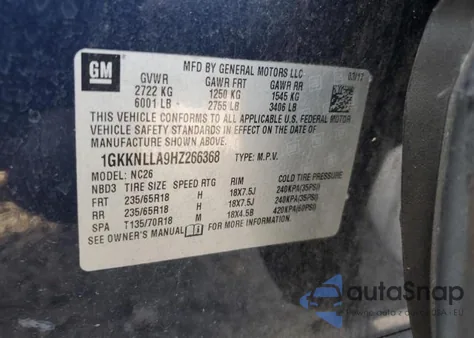 GM
MFD BY GENERAL MOTORS LLC 03/17
GVWR GAWR FRT GAWR RR
2722 KG 1250 KG 1545 KG
6001 LB 2755 LB 3406 LB
THIS VEHICLE CONFORMS TO ALL APPLICABLE U.S. FEDERAL MOTOR
VEHICLE SAFETY STANDARDS IN EFFECT ON THE DATE OF
MANUFACTURE SHOWN ABOVE.
1GKKNLLA9HZ266368 TYPE: M.P.V.
NC26
NBD3 TIRE SIZE SPEED RTG RIM COLD TIRE PRESSURE
FRT 235/65R18 H 18X7.5J 240KPA(35PSI)
RR 235/65R18 H 18X7.5J 240KPA(35PSI)
SPA T135/70R18 M 18X4.5B 420KPA(60PSI)
SEE OWNER'S MANUAL FOR MORE INFORMATION.
autoSnap